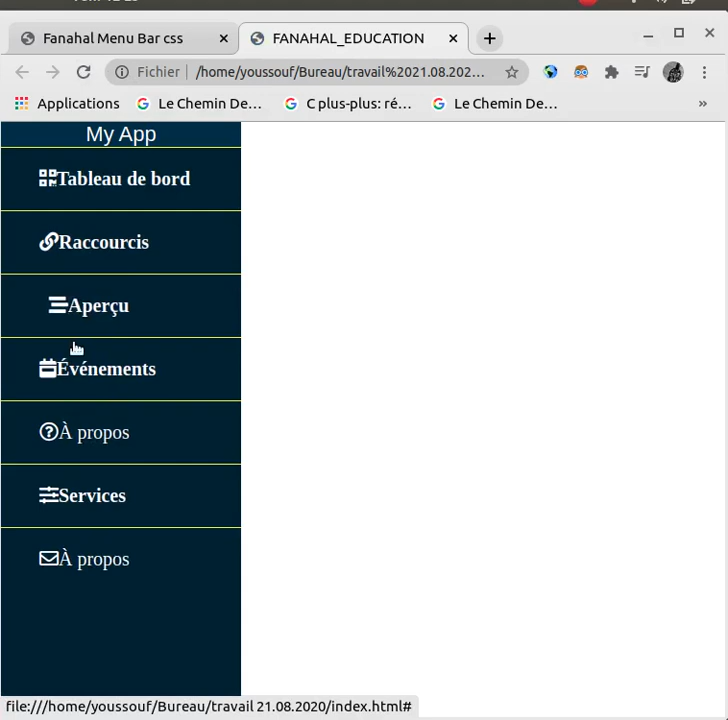 Fanahal Menu Bar css
FANAHAL_EDUCATION
Fichier
/home/youssouf/Bureau/travail%2021.08.202...
Applications
Le Chemin De...
C plus-plus: ré...
Le Chemin De...
»
My App
Tableau de bord
Raccourcis
Aperçu
Événements
À propos
Services
À propos
file:///home/youssouf/Bureau/travail 21.08.2020/index.html#